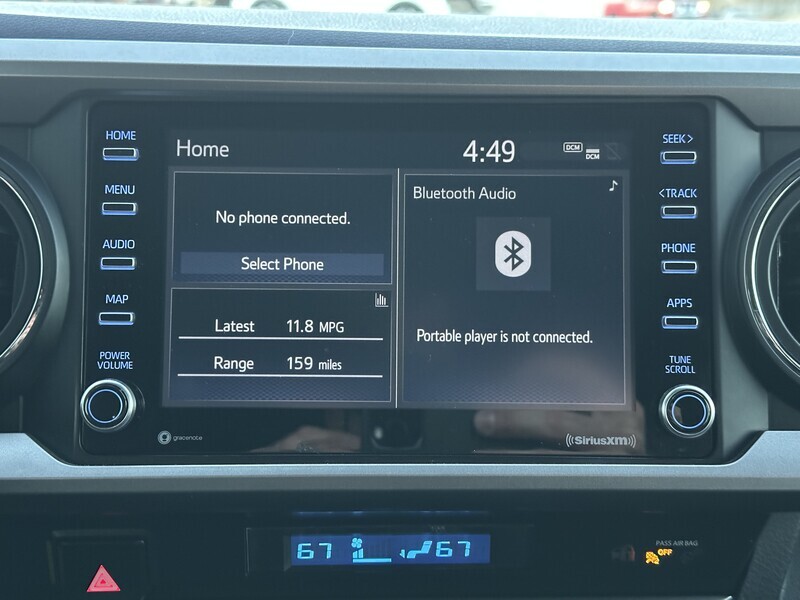 HOME
MENU
AUDIO
MAP
POWER
VOLUME
Home
4:49
DCM
DCM
No phone connected.
Select Phone
Latest 11.8 MPG
Range 159 miles
Bluetooth Audio
Portable player is not connected.
SEEK>
<TRACK
PHONE
APPS
TUNE
SCROLL
gracenote
SiriusXM
67
67
PASS AIR BAG
OFF